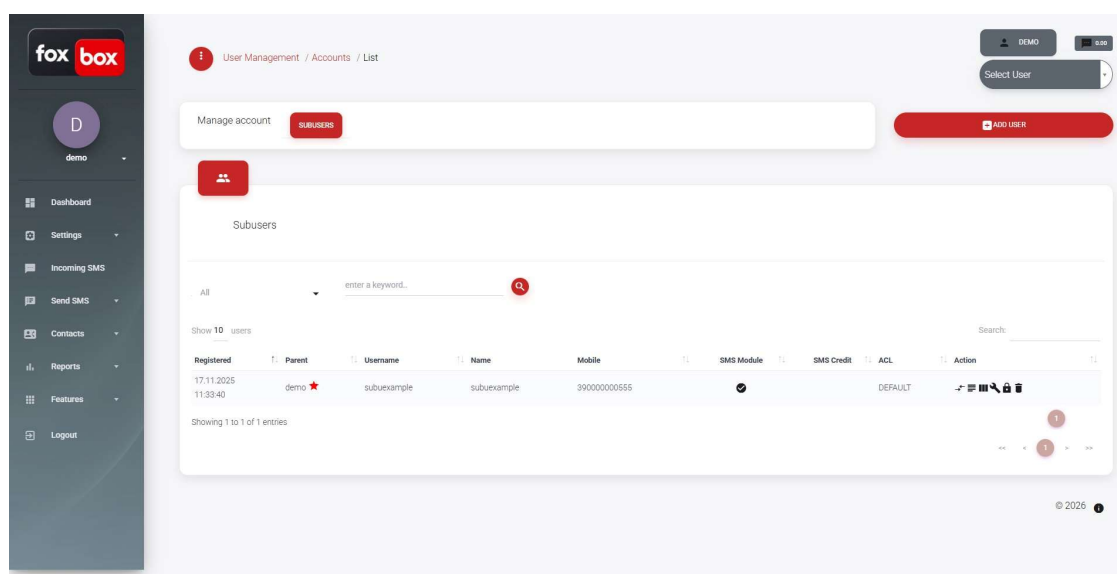 fox box
D
demo
Dashboard
Settings
Incoming SMS
Send SMS
Contacts
Reports
Features
Logout
User Management / Accounts / List
DEMO
0.00
Select User
Manage account
SUBUSERS
ADD USER
Subusers
All
enter a keyword..
Show 10 users
Search:
Registered Parent Username Name Mobile SMS Module SMS Credit ACL Action
17.11.2025 11:33:40 demo subuexample subuexample 390000000555 DEFAULT
Showing 1 to 1 of 1 entries
1
<< < 1 > >>
© 2026